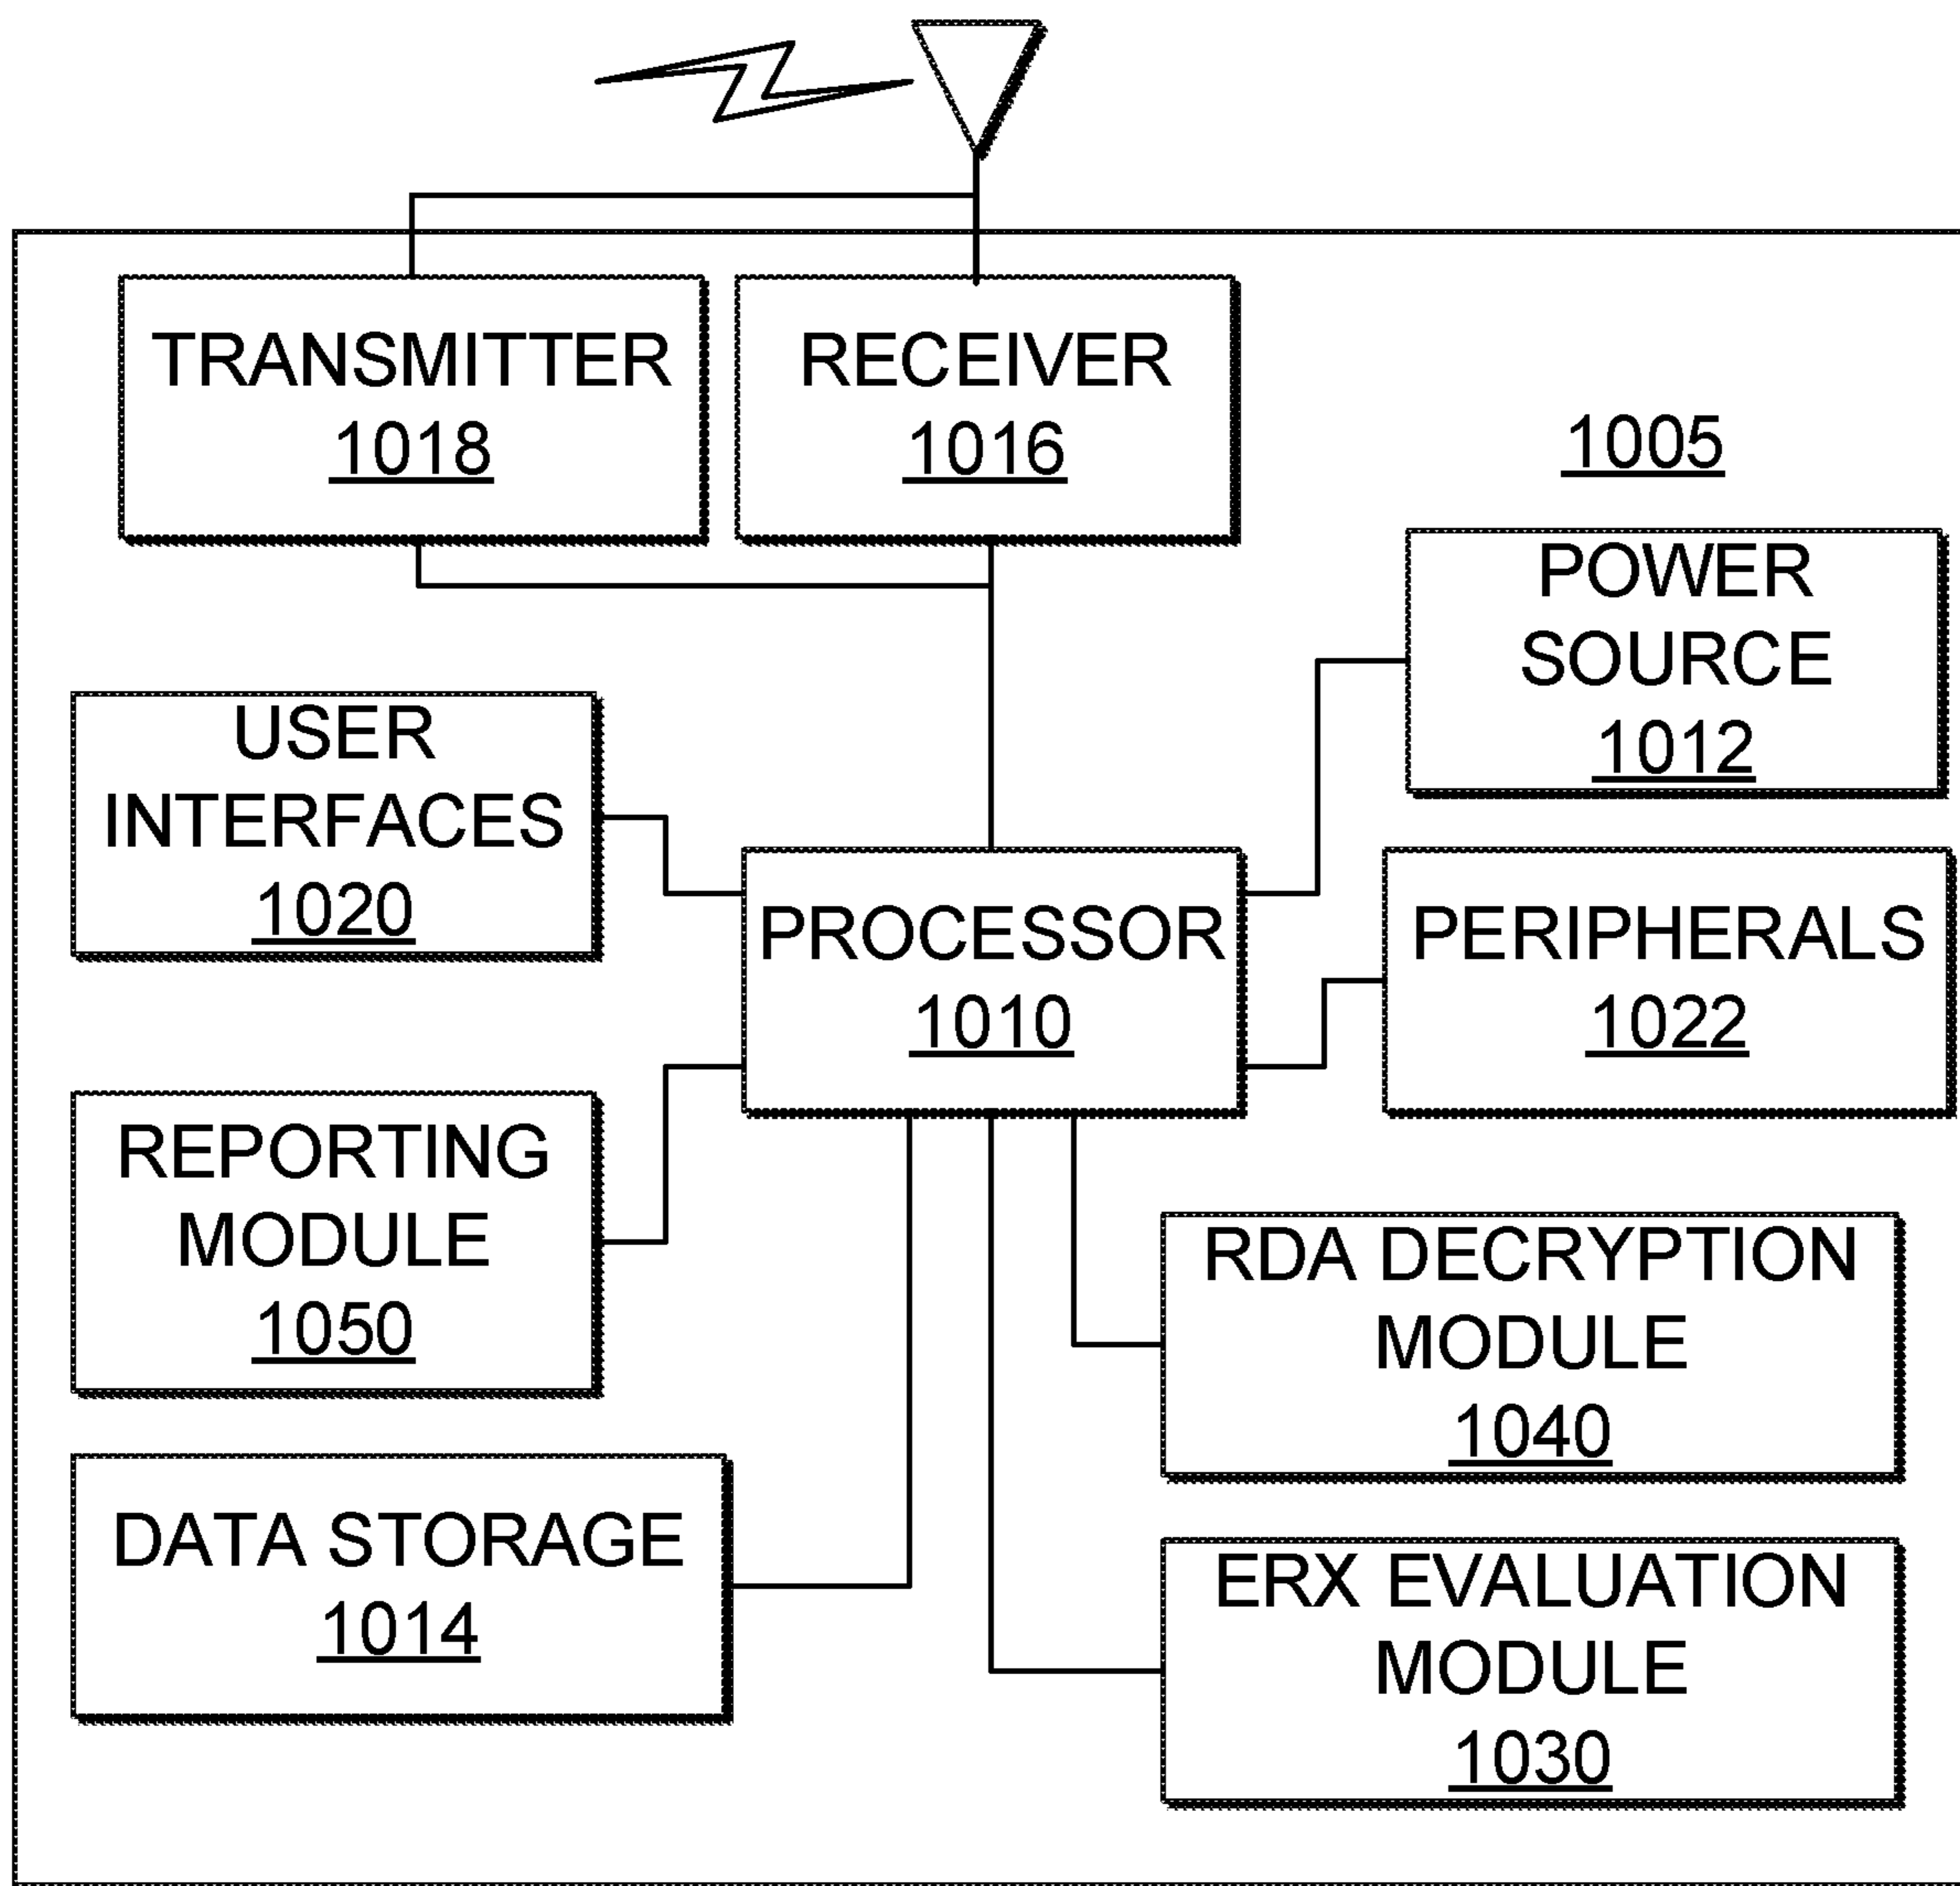 TRANSMITTER
1018
RECEIVER
1016
1005
POWER
SOURCE
1012
USER
INTERFACES
1020
PROCESSOR
1010
PERIPHERALS
1022
REPORTING
MODULE
1050
RDA DECRYPTION
MODULE
1040
DATA STORAGE
1014
ERX EVALUATION
MODULE
1030